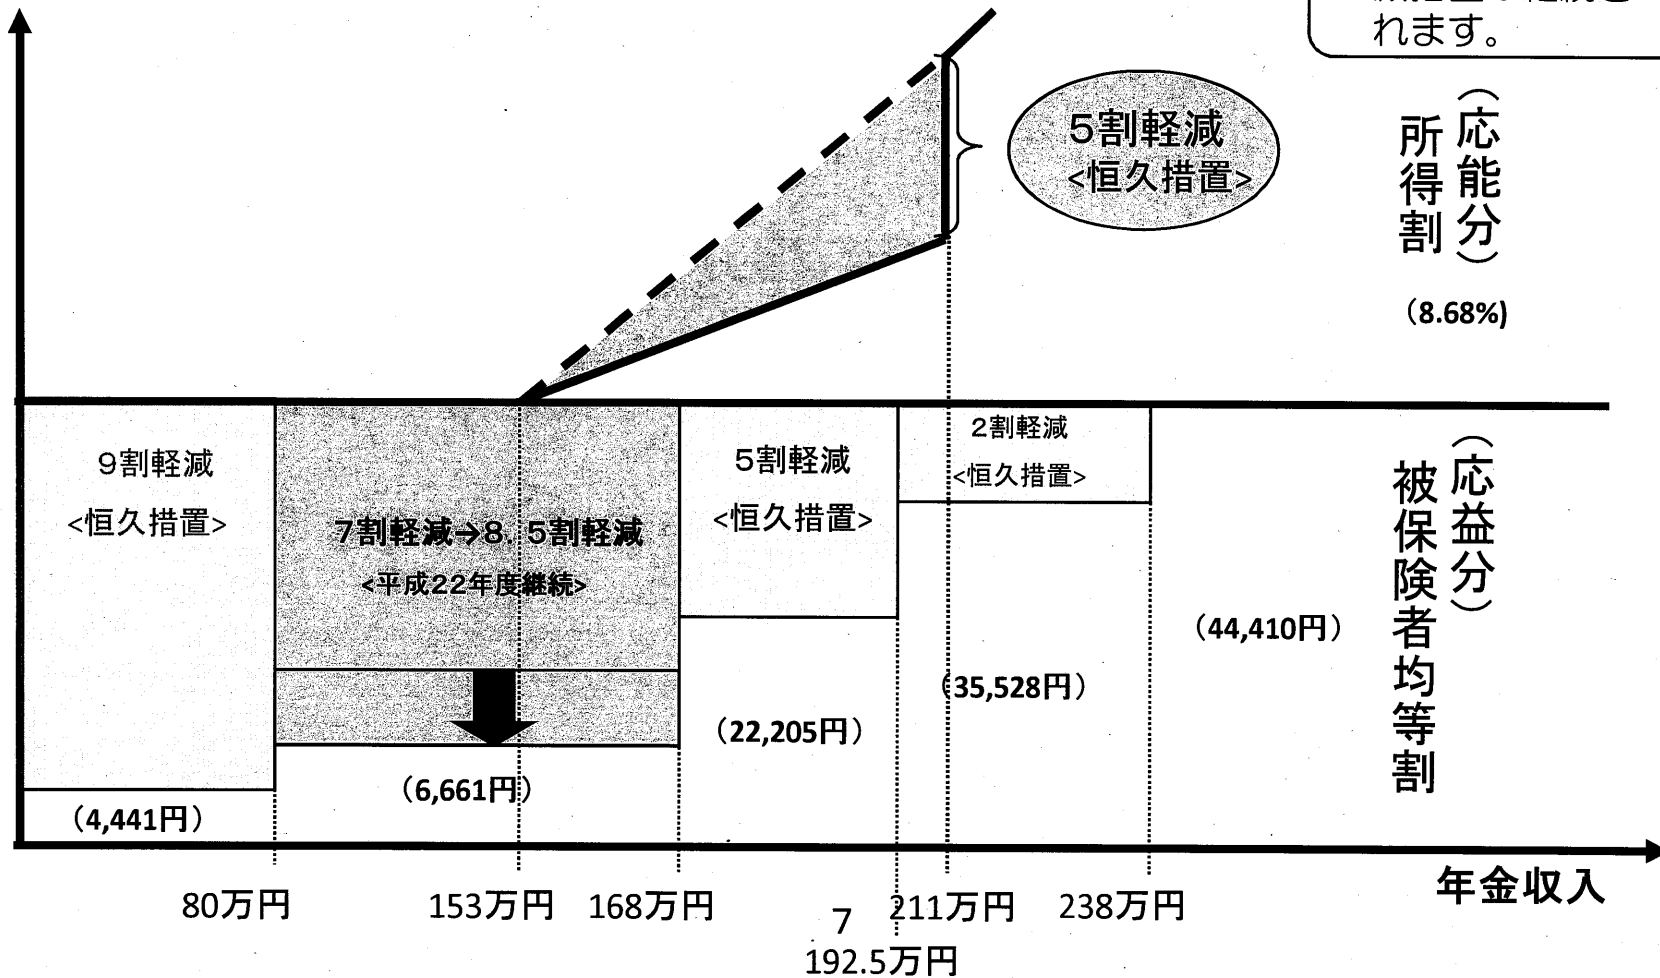 れます。
5割軽減
<恒久措置>
(応能分)
所得割
(8.68%)
9割軽減
<恒久措置>
7割軽減→8.5割軽減
<平成22年度継続>
5割軽減
<恒久措置>
2割軽減
<恒久措置>
(応益分)
被保険者均等割
(4,441円)
(6,661円)
(22,205円)
(35,528円)
(44,410円)
年金収入
80万円
153万円
168万円
211万円
238万円
7
192.5万円